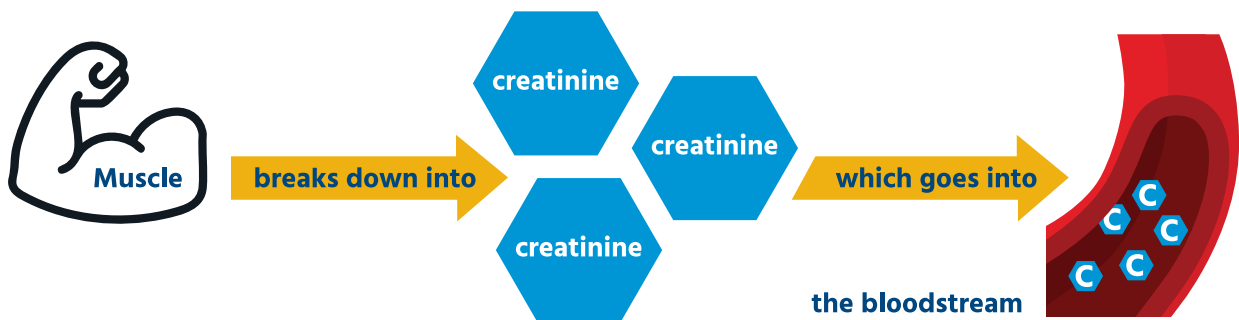 Muscle
breaks down into
creatinine
creatinine
creatinine
which goes into
the bloodstream
C
C
C
C
C